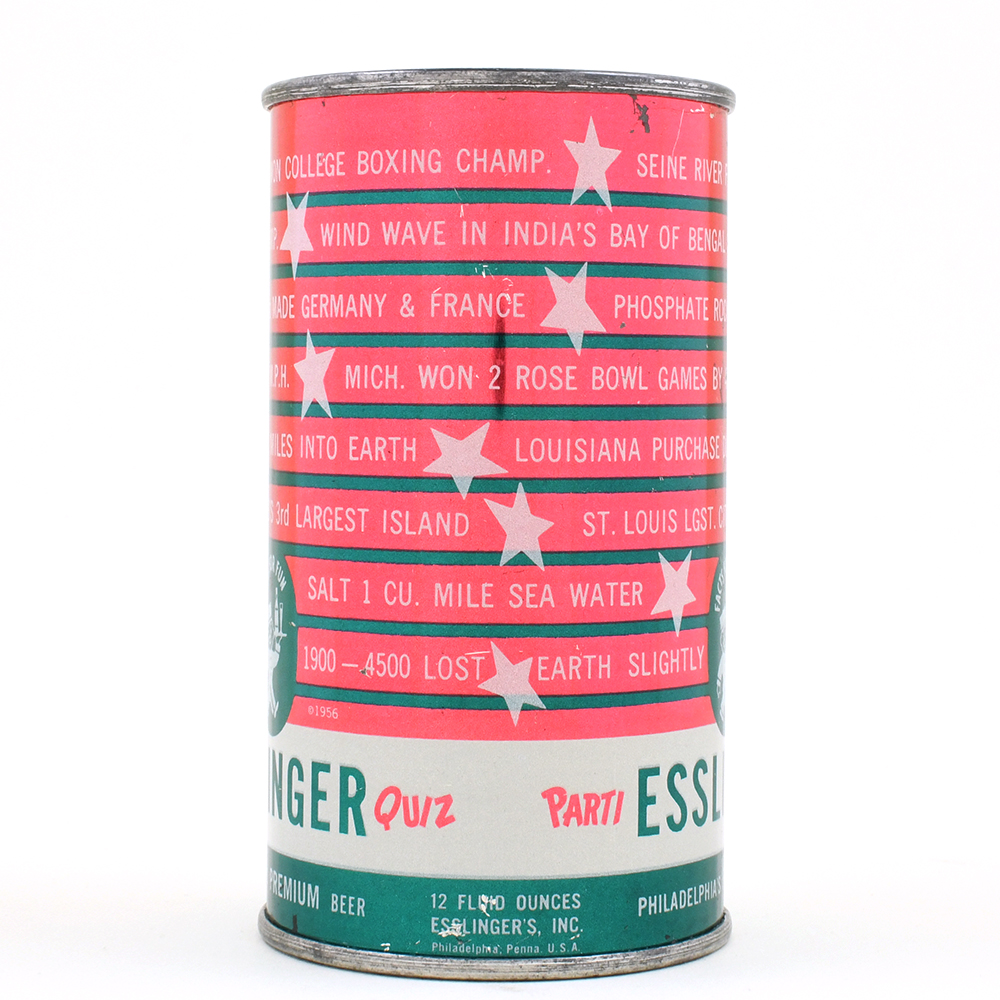 ON COLLEGE BOXING CHAMP. SEINE RIVER
WIND WAVE IN INDIA'S BAY OF BENGAL
MADE GERMANY & FRANCE PHOSPHATE
M.P.H. MICH. WON 2 ROSE BOWL GAMES BY
MILES INTO EARTH LOUISIANA PURCHASE
3rd LARGEST ISLAND ST. LOUIS LGST.
SALT 1 CU. MILE SEA WATER
1900 — 4500 LOST EARTH SLIGHTLY
©1956
INGER QUIZ PARTI ESSL
PREMIUM BEER 12 FLUID OUNCES PHILADELPHIA'S
ESSLINGER'S, INC.
Philadelphia, Penna. U.S.A.